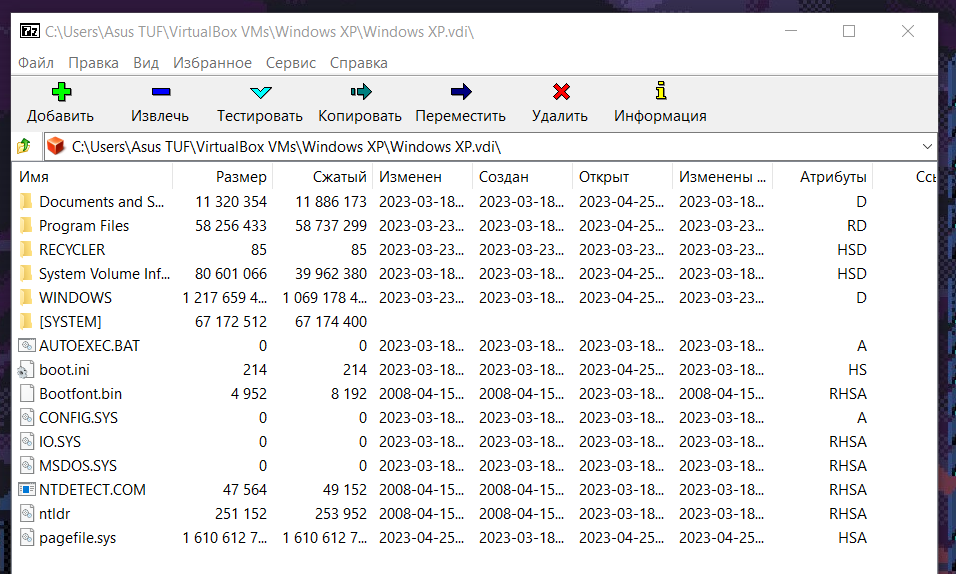 7z C:\Users\Asus TUF\VirtualBox VMs\Windows XP\Windows XP.vdi\
Файл Правка Вид Избранное Сервис Справка
Добавить Извлечь Тестировать Копировать Переместить Удалить Информация
C:\Users\Asus TUF\VirtualBox VMs\Windows XP\Windows XP.vdi\
Имя Размер Сжатый Изменен Создан Открыт Изменены ... Атрибуты Ссы
Documents and S... 11 320 354 11 886 173 2023-03-18... 2023-03-18... 2023-04-25... 2023-03-18... D
Program Files 58 256 433 58 737 299 2023-03-23... 2023-03-18... 2023-04-25... 2023-03-23... RD
RECYCLER 85 85 2023-03-23... 2023-03-23... 2023-04-25... 2023-03-23... HSD
System Volume Inf... 80 601 066 39 962 380 2023-03-18... 2023-03-18... 2023-04-25... 2023-03-18... HSD
WINDOWS 1 217 659 4... 1 069 178 4... 2023-03-23... 2023-03-18... 2023-04-25... 2023-03-23... D
[SYSTEM] 67 172 512 67 174 400
AUTOEXEC.BAT 0 0 2023-03-18... 2023-03-18... 2023-03-18... 2023-03-18... A
boot.ini 214 214 2023-03-18... 2023-03-18... 2023-04-25... 2023-03-18... HS
Bootfont.bin 4 952 8 192 2008-04-15... 2008-04-15... 2023-03-18... 2008-04-15... RHSA
CONFIG.SYS 0 0 2023-03-18... 2023-03-18... 2023-03-18... 2023-03-18... A
IO.SYS 0 0 2023-03-18... 2023-03-18... 2023-03-18... 2023-03-18... RHSA
MSDOS.SYS 0 0 2023-03-18... 2023-03-18... 2023-03-18... 2023-03-18... RHSA
NTDETECT.COM 47 564 49 152 2008-04-15... 2008-04-15... 2023-03-18... 2023-03-18... RHSA
ntldr 251 152 253 952 2008-04-15... 2008-04-15... 2023-03-18... 2023-03-18... RHSA
pagefile.sys 1 610 612 7... 1 610 612 7... 2023-04-25... 2023-03-18... 2023-04-25... 2023-04-25... HSA